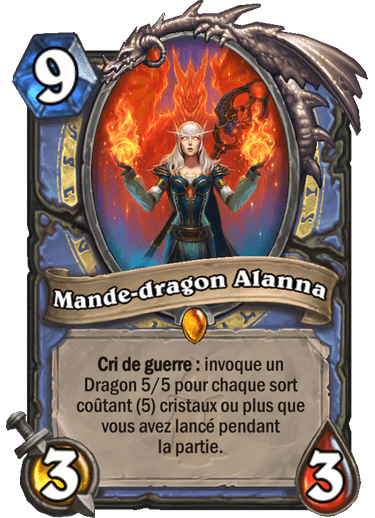 9
Mande-dragon Alanna
Cri de guerre : invoque un
Dragon 5/5 pour chaque sort
coûtant (5) cristaux ou plus que
vous avez lancé pendant
la partie.
3
3